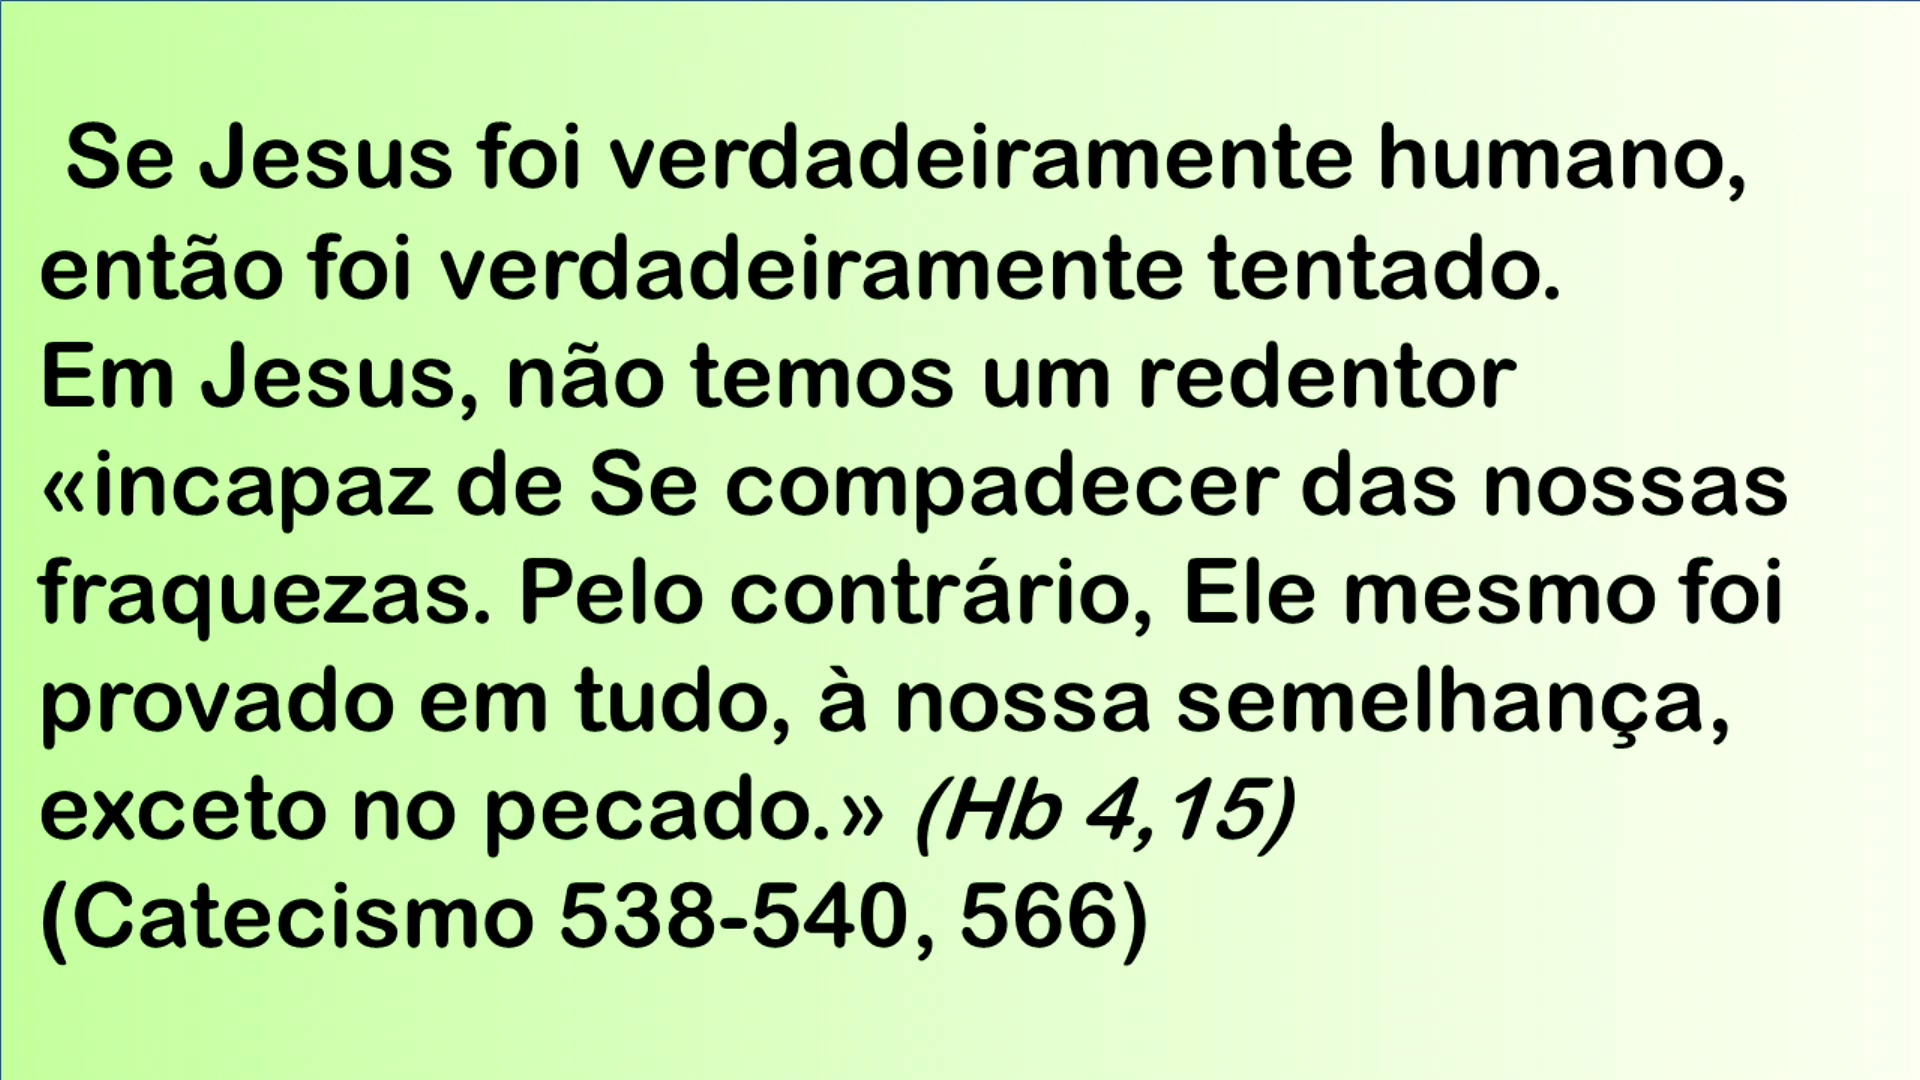 Se Jesus foi verdadeiramente humano,
então foi verdadeiramente tentado.
Em Jesus, não temos um redentor
«incapaz de Se compadecer das nossas
fraquezas. Pelo contrário, Ele mesmo foi
provado em tudo, à nossa semelhança,
exceto no pecado.» (Hb 4,15)
(Catecismo 538-540, 566)